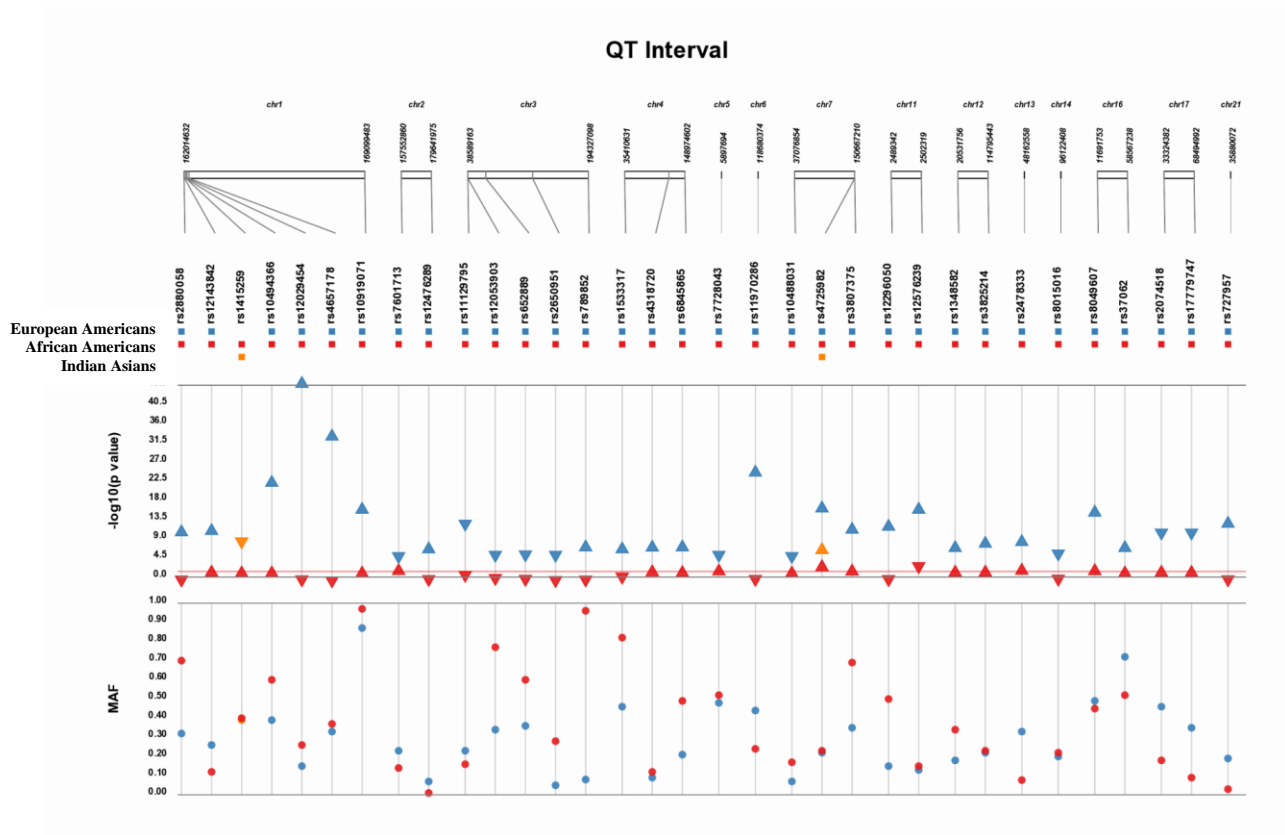 QT Interval
chr1 chr2 chr3 chr4 chr5 chr6 chr7 chr11 chr12 chr13 chr14 chr16 chr17 chr21
162014632 169099483 157552860 179641975 38589163 194327098 35410631 148974602 5897694 118680374 37076854 150667210 2489342 2502319 20531756 114795443 48162558 96122408 11691753 58567238 33324382 68494992 35880072
rs2880058 rs12143842 rs1415259 rs10494366 rs12029454 rs4657178 rs10919071 rs7601713 rs12476289 rs11129795 rs12053903 rs652889 rs2650951 rs789852 rs1533317 rs4318720 rs6845865 rs7728043 rs11970286 rs10488031 rs4725982 rs3807375 rs12296050 rs12576239 rs1348582 rs3825214 rs2478333 rs8015016 rs8049607 rs37062 rs2074518 rs17779747 rs727957
European Americans
African Americans
Indian Asians
-log10(p value)
40.5
36.0
31.5
27.0
22.5
18.0
13.5
9.0
4.5
0.0
MAF
1.00
0.90
0.80
0.70
0.60
0.50
0.40
0.30
0.20
0.10
0.00